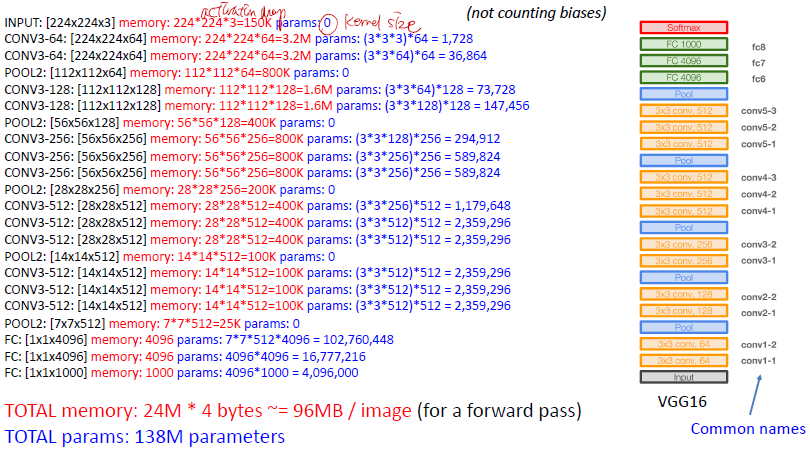 activation map
kernel size
(not counting biases)
INPUT: [224x224x3] memory: 224*224*3=150K params: 0
CONV3-64: [224x224x64] memory: 224*224*64=3.2M params: (3*3*3)*64 = 1,728
CONV3-64: [224x224x64] memory: 224*224*64=3.2M params: (3*3*64)*64 = 36,864
POOL2: [112x112x64] memory: 112*112*64=800K params: 0
CONV3-128: [112x112x128] memory: 112*112*128=1.6M params: (3*3*64)*128 = 73,728
CONV3-128: [112x112x128] memory: 112*112*128=1.6M params: (3*3*128)*128 = 147,456
POOL2: [56x56x128] memory: 56*56*128=400K params: 0
CONV3-256: [56x56x256] memory: 56*56*256=800K params: (3*3*128)*256 = 294,912
CONV3-256: [56x56x256] memory: 56*56*256=800K params: (3*3*256)*256 = 589,824
CONV3-256: [56x56x256] memory: 56*56*256=800K params: (3*3*256)*256 = 589,824
POOL2: [28x28x256] memory: 28*28*256=200K params: 0
CONV3-512: [28x28x512] memory: 28*28*512=400K params: (3*3*256)*512 = 1,179,648
CONV3-512: [28x28x512] memory: 28*28*512=400K params: (3*3*512)*512 = 2,359,296
CONV3-512: [28x28x512] memory: 28*28*512=400K params: (3*3*512)*512 = 2,359,296
POOL2: [14x14x512] memory: 14*14*512=100K params: 0
CONV3-512: [14x14x512] memory: 14*14*512=100K params: (3*3*512)*512 = 2,359,296
CONV3-512: [14x14x512] memory: 14*14*512=100K params: (3*3*512)*512 = 2,359,296
CONV3-512: [14x14x512] memory: 14*14*512=100K params: (3*3*512)*512 = 2,359,296
POOL2: [7x7x512] memory: 7*7*512=25K params: 0
FC: [1x1x4096] memory: 4096 params: 7*7*512*4096 = 102,760,448
FC: [1x1x4096] memory: 4096 params: 4096*4096 = 16,777,216
FC: [1x1x1000] memory: 1000 params: 4096*1000 = 4,096,000
TOTAL memory: 24M * 4 bytes ~= 96MB / image (for a forward pass)
TOTAL params: 138M parameters
Softmax
FC 1000 fc8
FC 4096 fc7
FC 4096 fc6
Pool
3x3 conv, 512 conv5-3
3x3 conv, 512 conv5-2
3x3 conv, 512 conv5-1
Pool
3x3 conv, 512 conv4-3
3x3 conv, 512 conv4-2
3x3 conv, 512 conv4-1
Pool
3x3 conv, 256 conv3-2
3x3 conv, 256 conv3-1
Pool
3x3 conv, 128 conv2-2
3x3 conv, 128 conv2-1
Pool
3x3 conv, 64 conv1-2
3x3 conv, 64 conv1-1
Input
VGG16
Common names